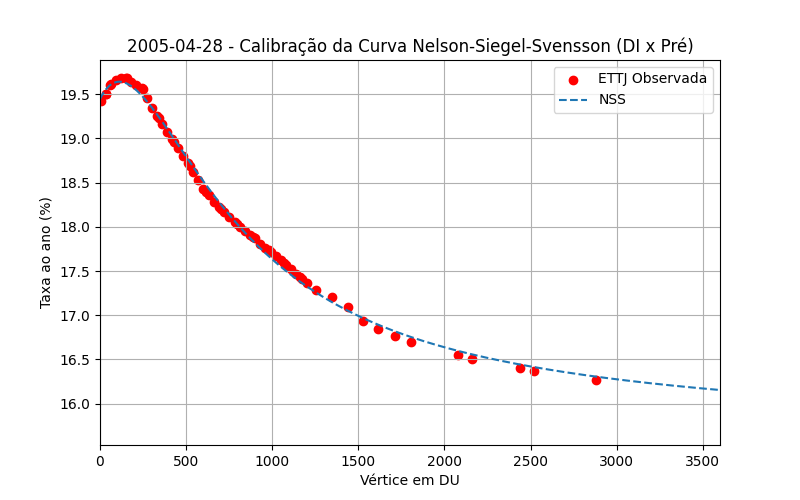 2005-04-28 - Calibração da Curva Nelson-Siegel-Svensson (DI x Pré)
ETTJ Observada
NSS
Taxa ao ano (%)
19.5
19.0
18.5
18.0
17.5
17.0
16.5
16.0
0 500 1000 1500 2000 2500 3000 3500
Vértice em DU